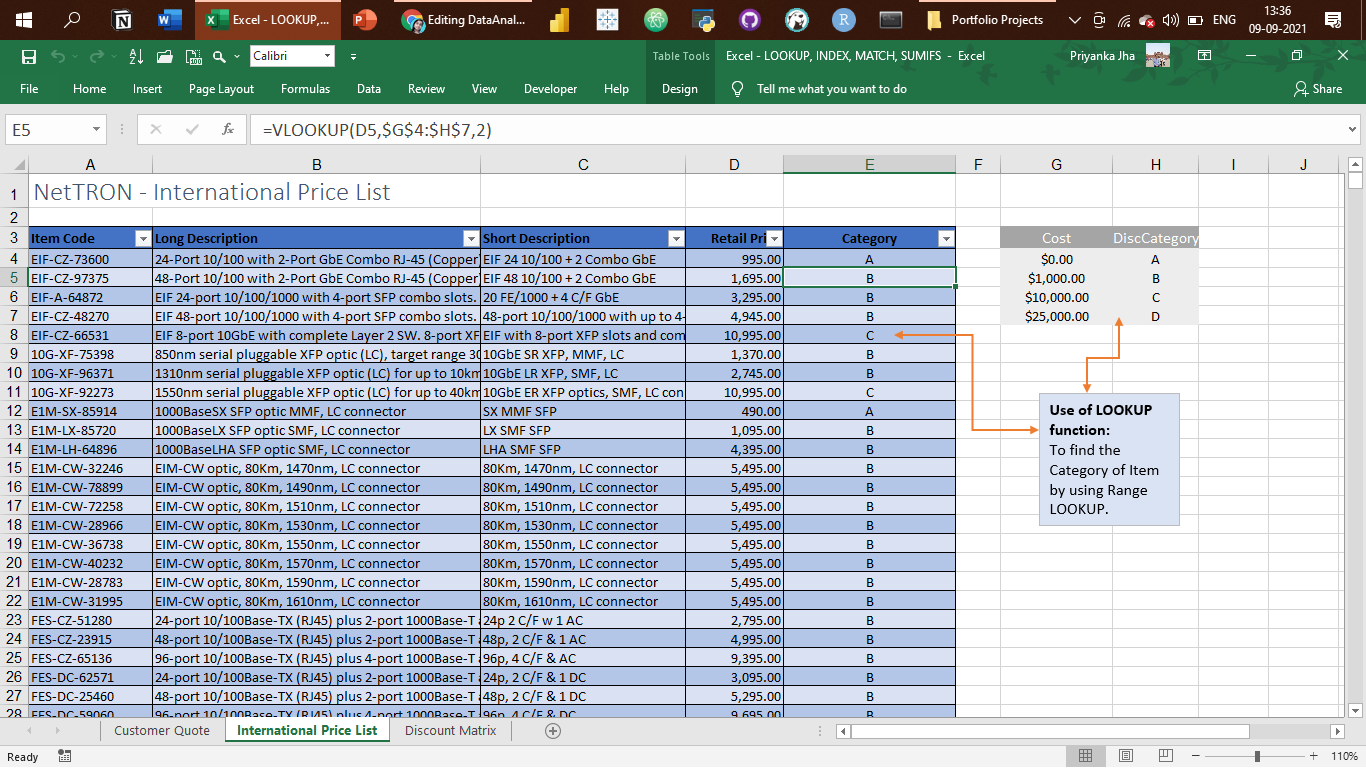 Excel - LOOKUP,... Editing DataAnal... Portfolio Projects ENG 13:36
09-09-2021
Calibri Table Tools Excel - LOOKUP, INDEX, MATCH, SUMIFS - Excel Priyanka Jha
File Home Insert Page Layout Formulas Data Review View Developer Help Design Tell me what you want to do Share
E5 fx =VLOOKUP(D5,$G$4:$H$7,2)
A B C D E F G H I J
1 NetTRON - International Price List
2
3 Item Code Long Description Short Description Retail Pri Category Cost DiscCategory
4 EIF-CZ-73600 24-Port 10/100 with 2-Port GbE Combo RJ-45 (Copper EIF 24 10/100 + 2 Combo GbE 995.00 A $0.00 A
5 EIF-CZ-97375 48-Port 10/100 with 2-Port GbE Combo RJ-45 (Copper EIF 48 10/100 + 2 Combo GbE 1,695.00 B $1,000.00 B
6 EIF-A-64872 EIF 24-port 10/100/1000 with 4-port SFP combo slots. 20 FE/1000 + 4 C/F GbE 3,295.00 B $10,000.00 C
7 EIF-CZ-48270 EIF 48-port 10/100/1000 with 4-port SFP combo slots. 48-port 10/100/1000 with up to 4- 4,945.00 B $25,000.00 D
8 EIF-CZ-66531 EIF 8-port 10GbE with complete Layer 2 SW. 8-port XF EIF with 8-port XFP slots and com 10,995.00 C
9 10G-XF-75398 850nm serial pluggable XFP optic (LC), target range 30 10GbE SR XFP, MMF, LC 1,370.00 B
10 10G-XF-96371 1310nm serial pluggable XFP optic (LC) for up to 10km 10GbE LR XFP, SMF, LC 2,745.00 B
11 10G-XF-92273 1550nm serial pluggable XFP optic (LC) for up to 40km 10GbE ER XFP optics, SMF, LC con 10,995.00 C
12 E1M-SX-85914 1000BaseSX SFP optic MMF, LC connector SX MMF SFP 490.00 A
13 E1M-LX-85720 1000BaseLX SFP optic SMF, LC connector LX SMF SFP 1,095.00 B
14 E1M-LH-64896 1000BaseLHA SFP optic SMF, LC connector LHA SMF SFP 4,395.00 B
15 E1M-CW-32246 EIM-CW optic, 80Km, 1470nm, LC connector 80Km, 1470nm, LC connector 5,495.00 B
16 E1M-CW-78899 EIM-CW optic, 80Km, 1490nm, LC connector 80Km, 1490nm, LC connector 5,495.00 B
17 E1M-CW-72258 EIM-CW optic, 80Km, 1510nm, LC connector 80Km, 1510nm, LC connector 5,495.00 B
18 E1M-CW-28966 EIM-CW optic, 80Km, 1530nm, LC connector 80Km, 1530nm, LC connector 5,495.00 B
19 E1M-CW-36738 EIM-CW optic, 80Km, 1550nm, LC connector 80Km, 1550nm, LC connector 5,495.00 B
20 E1M-CW-40232 EIM-CW optic, 80Km, 1570nm, LC connector 80Km, 1570nm, LC connector 5,495.00 B
21 E1M-CW-28783 EIM-CW optic, 80Km, 1590nm, LC connector 80Km, 1590nm, LC connector 5,495.00 B
22 E1M-CW-31995 EIM-CW optic, 80Km, 1610nm, LC connector 80Km, 1610nm, LC connector 5,495.00 B
23 FES-CZ-51280 24-port 10/100Base-TX (RJ45) plus 2-port 1000Base-T 24p 2 C/F w 1 AC 2,795.00 B
24 FES-CZ-23915 48-port 10/100Base-TX (RJ45) plus 2-port 1000Base-T 48p, 2 C/F & 1 AC 4,995.00 B
25 FES-CZ-65136 96-port 10/100Base-TX (RJ45) plus 4-port 1000Base-T 96p, 4 C/F & AC 9,395.00 B
26 FES-DC-62571 24-port 10/100Base-TX (RJ45) plus 2-port 1000Base-T 24p, 2 C/F & 1 DC 3,095.00 B
27 FES-DC-25460 48-port 10/100Base-TX (RJ45) plus 2-port 1000Base-T 48p, 2 C/F & 1 DC 5,295.00 B
28 FES-DC-59060 96-port 10/100Base-TX (RJ45) plus 4-port 1000Base-T 96p, 4 C/F & DC 9,695.00 B
Use of LOOKUP
function:
To find the
Category of Item
by using Range
LOOKUP.
Customer Quote International Price List Discount Matrix
Ready 110%